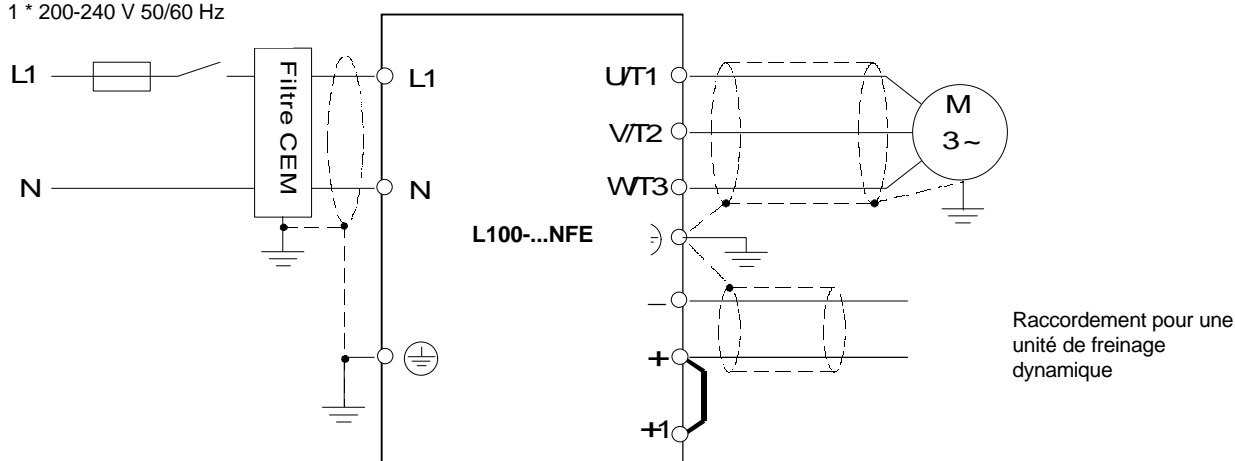 1 * 200-240 V 50/60 Hz
L1
Filtre CEM
L1
U/T1
M
3~
V/T2
N
N
W/T3
L100-...NFE
–
+
+1
Raccordement pour une
unité de freinage
dynamique